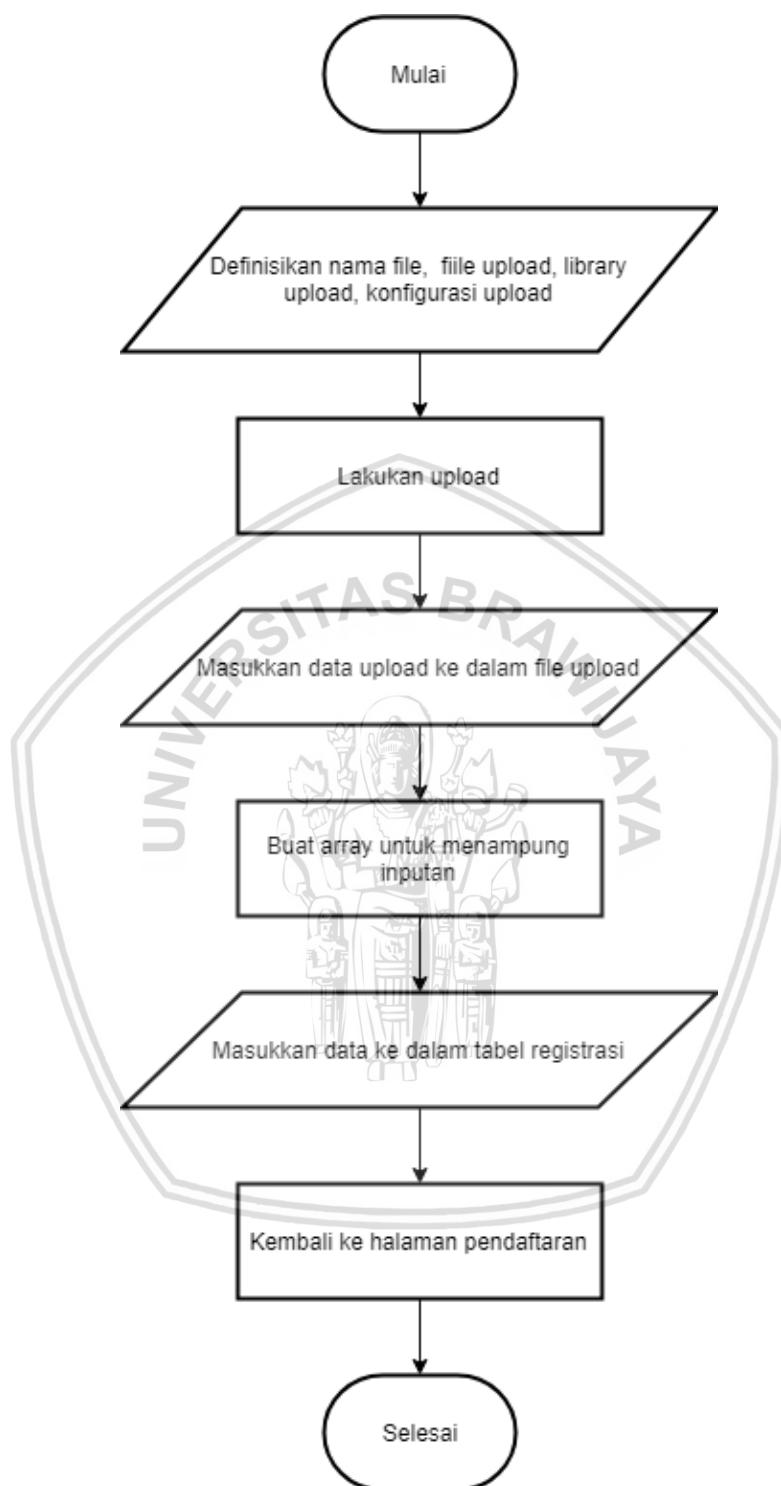 Mulai
Definisikan nama file, fiile upload, library
upload, konfigurasi upload
Lakukan upload
UNIVERSITAS BRAWIJAYA
Masukkan data upload ke dalam file upload
Buat array untuk menampung
inputan
Masukkan data ke dalam tabel registrasi
Kembali ke halaman pendaftaran
Selesai